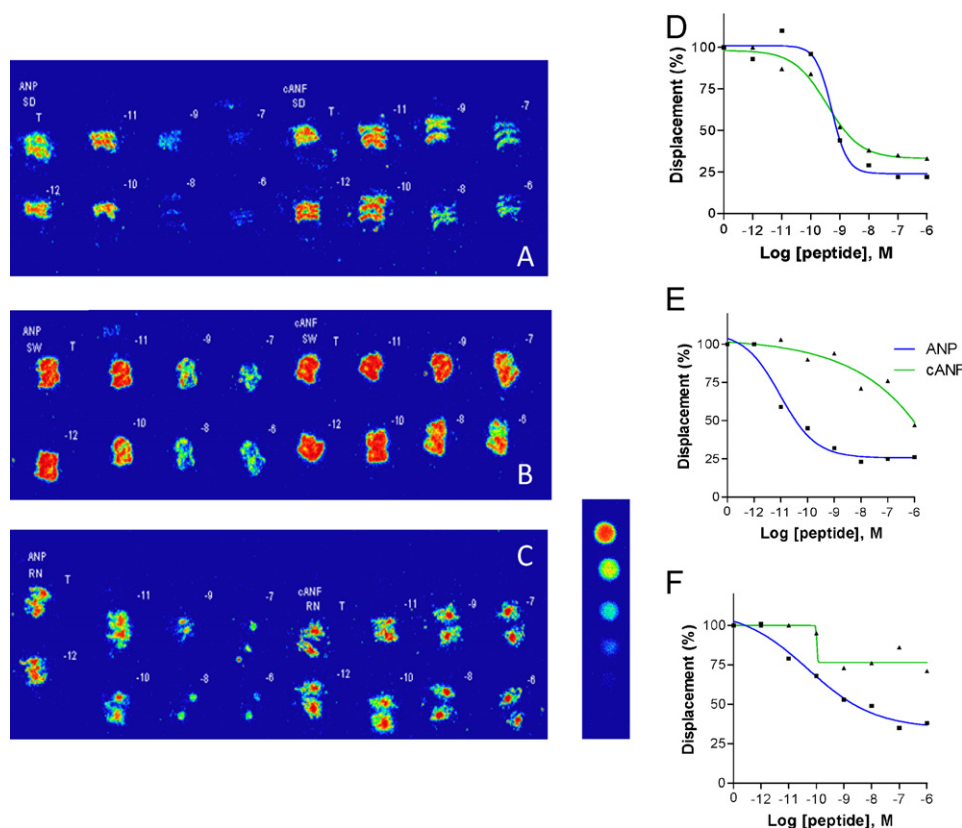 ANP
SD
T
-11
-9
-7
cANF
SD
T
-11
-9
-7
-12
-10
-8
-6
-12
-10
-8
-6
A
ANP
SW
T
-11
-9
-7
cANF
SW
T
-11
-9
-7
-12
-10
-8
-6
-12
-10
-8
-6
B
C
ANP
RN
T
-11
-9
-7
cANF
RN
T
-11
-9
-7
-12
-10
-8
-6
-12
-10
-8
-6
D
Displacement (%)
100
75
50
25
0
0 -12 -11 -10 -9 -8 -7 -6
Log [peptide], M
E
Displacement (%)
100
75
50
25
0
ANP
cANF
0 -12 -11 -10 -9 -8 -7 -6
Log [peptide], M
F
Displacement (%)
100
75
50
25
0
0 -12 -11 -10 -9 -8 -7 -6
Log [peptide], M